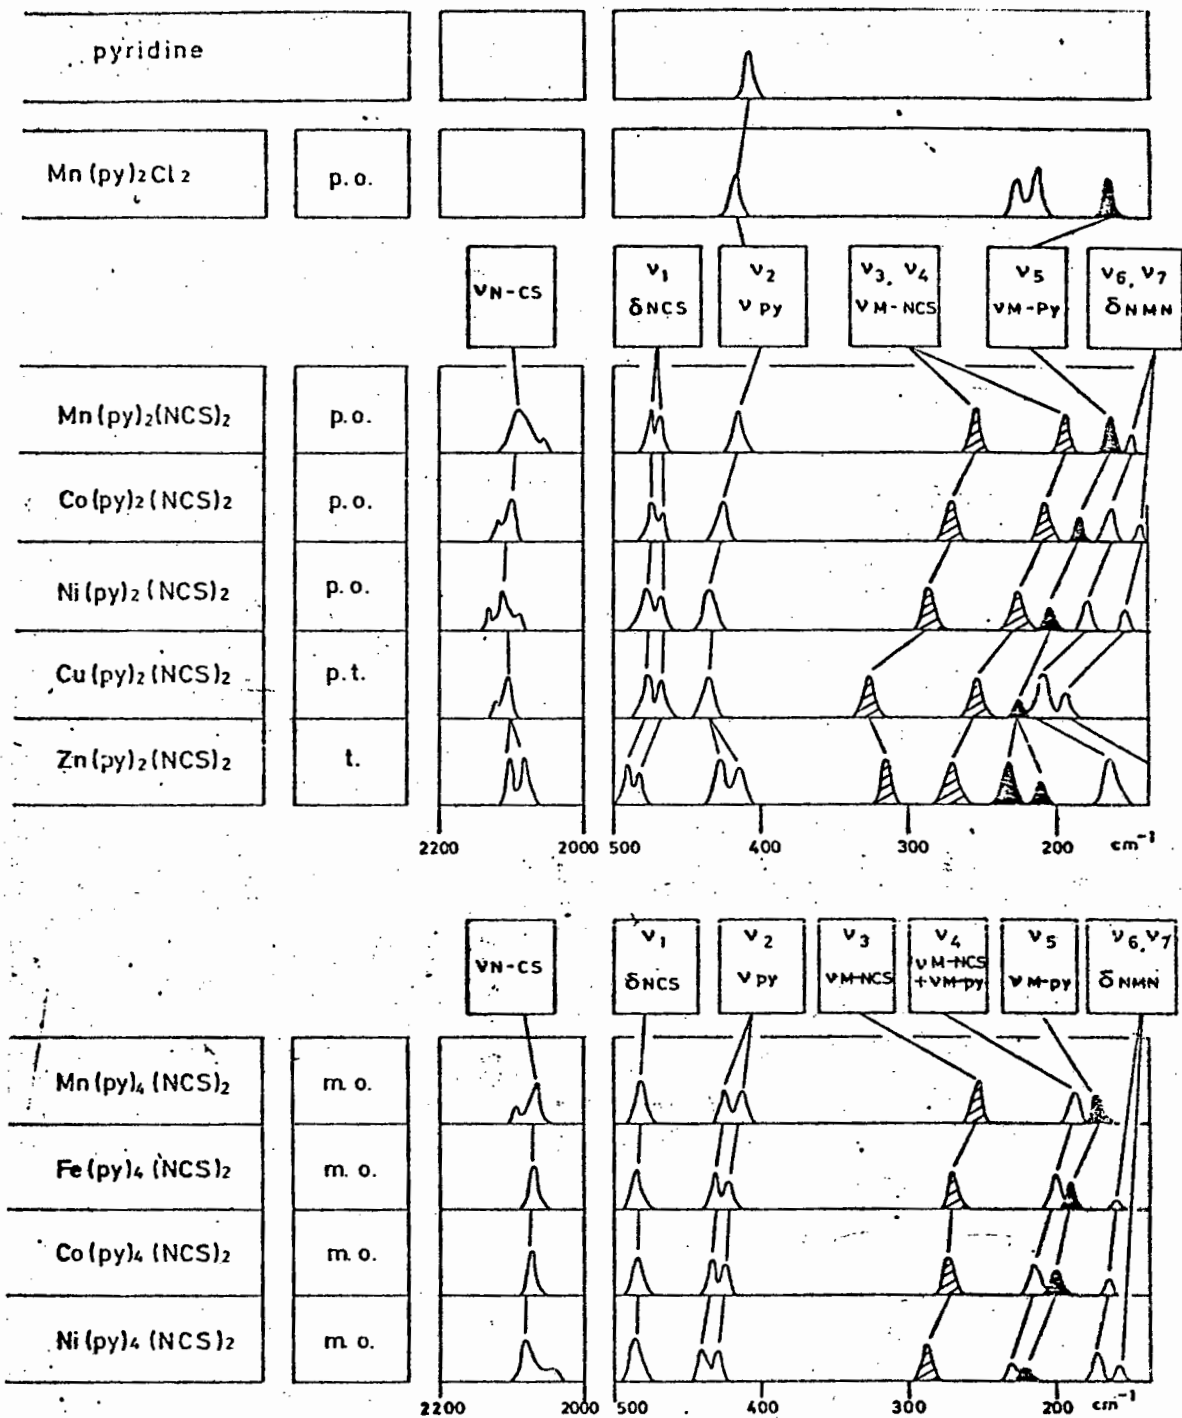 pyridine
Mn(py)₂Cl₂ p.o.
νN-CS
ν₁ δNCS
ν₂ νpy
ν₃, ν₄ νM-NCS
ν₅ νM-Py
ν₆, ν₇ δNMN
Mn(py)₂(NCS)₂ p.o.
Co(py)₂(NCS)₂ p.o.
Ni(py)₂(NCS)₂ p.o.
Cu(py)₂(NCS)₂ p.t.
Zn(py)₂(NCS)₂ t.
2200 2000 500 400 300 200 cm⁻¹
νN-CS
ν₁ δNCS
ν₂ νpy
ν₃ νM-NCS
ν₄ νM-NCS +νM-py
ν₅ νM-py
ν₆,ν₇ δNMN
Mn(py)₄(NCS)₂ m.o.
Fe(py)₄(NCS)₂ m.o.
Co(py)₄(NCS)₂ m.o.
Ni(py)₄(NCS)₂ m.o.
2200 2000 500 400 300 200 cm⁻¹